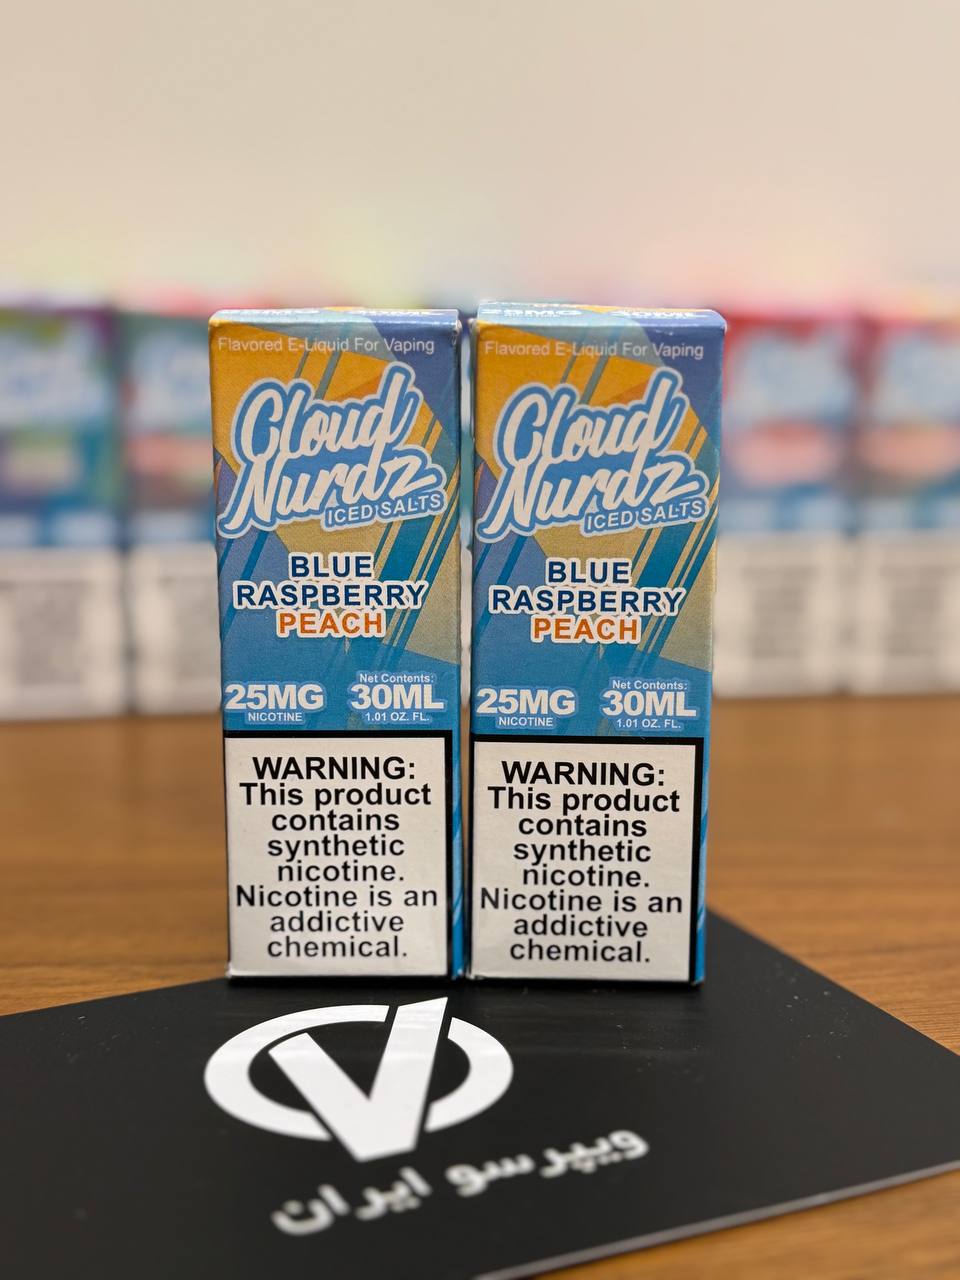 Flavored E-Liquid For Vaping
Cloud
Nurdz
ICED SALTS
BLUE
RASPBERRY
PEACH
25MG
NICOTINE
Net Contents:
30ML
1.01 OZ. FL.
WARNING:
This product
contains
synthetic
nicotine.
Nicotine is an
addictive
chemical.
25MG 30ML
Flavored E-Liquid For Vaping
Cloud
Nurdz
ICED SALTS
BLUE
RASPBERRY
PEACH
25MG
NICOTINE
Net Contents:
30ML
1.01 OZ. FL.
WARNING:
This product
contains
synthetic
nicotine.
Nicotine is an
addictive
chemical.
V
ویپرسو ایران